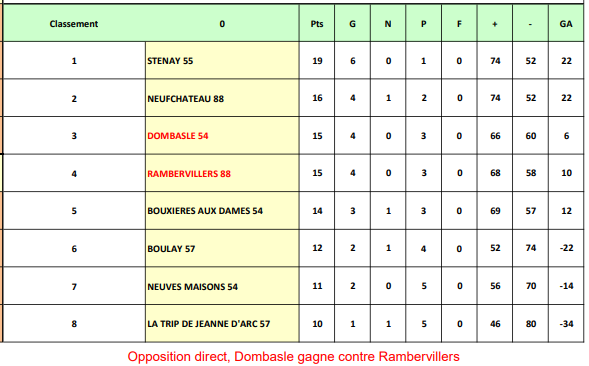 Classement 0 Pts G N P F + - GA
1 STENAY 55 19 6 0 1 0 74 52 22
2 NEUFCHATEAU 88 16 4 1 2 0 74 52 22
3 DOMBASLE 54 15 4 0 3 0 66 60 6
4 RAMBERVILLERS 88 15 4 0 3 0 68 58 10
5 BOUXIERES AUX DAMES 54 14 3 1 3 0 69 57 12
6 BOULAY 57 12 2 1 4 0 52 74 -22
7 NEUVES MAISONS 54 11 2 0 5 0 56 70 -14
8 LA TRIP DE JEANNE D'ARC 57 10 1 1 5 0 46 80 -34
Opposition direct, Dombasle gagne contre Rambervillers